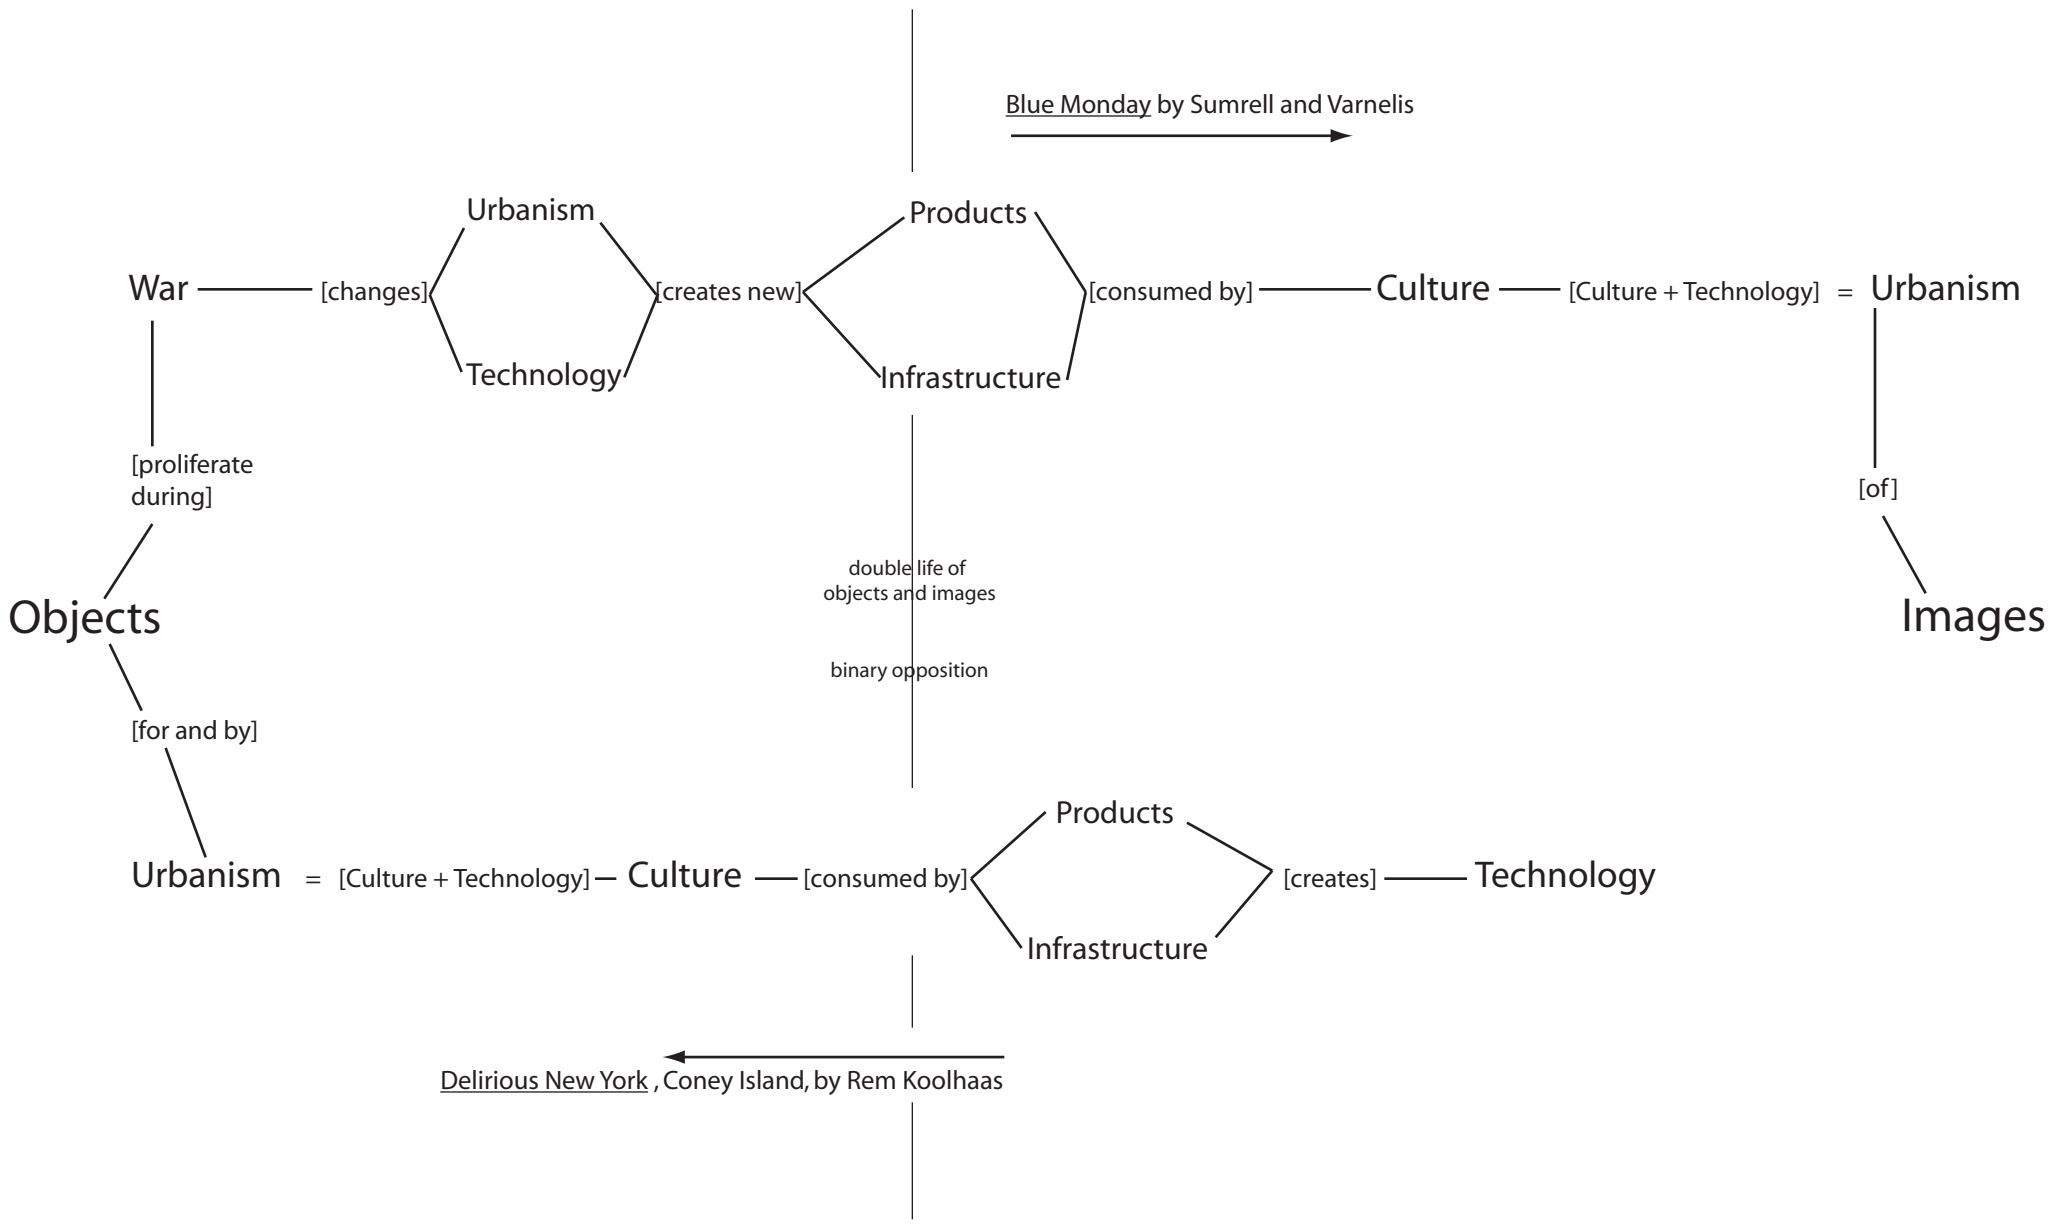 Blue Monday by Sumrell and Varnelis
Urbanism
Products
War
[changes]
[creates new]
[consumed by]
Culture
[Culture + Technology]
=
Urbanism
Technology
Infrastructure
[proliferate
during]
[of]
double life of
objects and images
Objects
Images
binary opposition
[for and by]
Products
Urbanism
=
[Culture + Technology]
Culture
[consumed by]
[creates]
Technology
Infrastructure
Delirious New York , Coney Island, by Rem Koolhaas